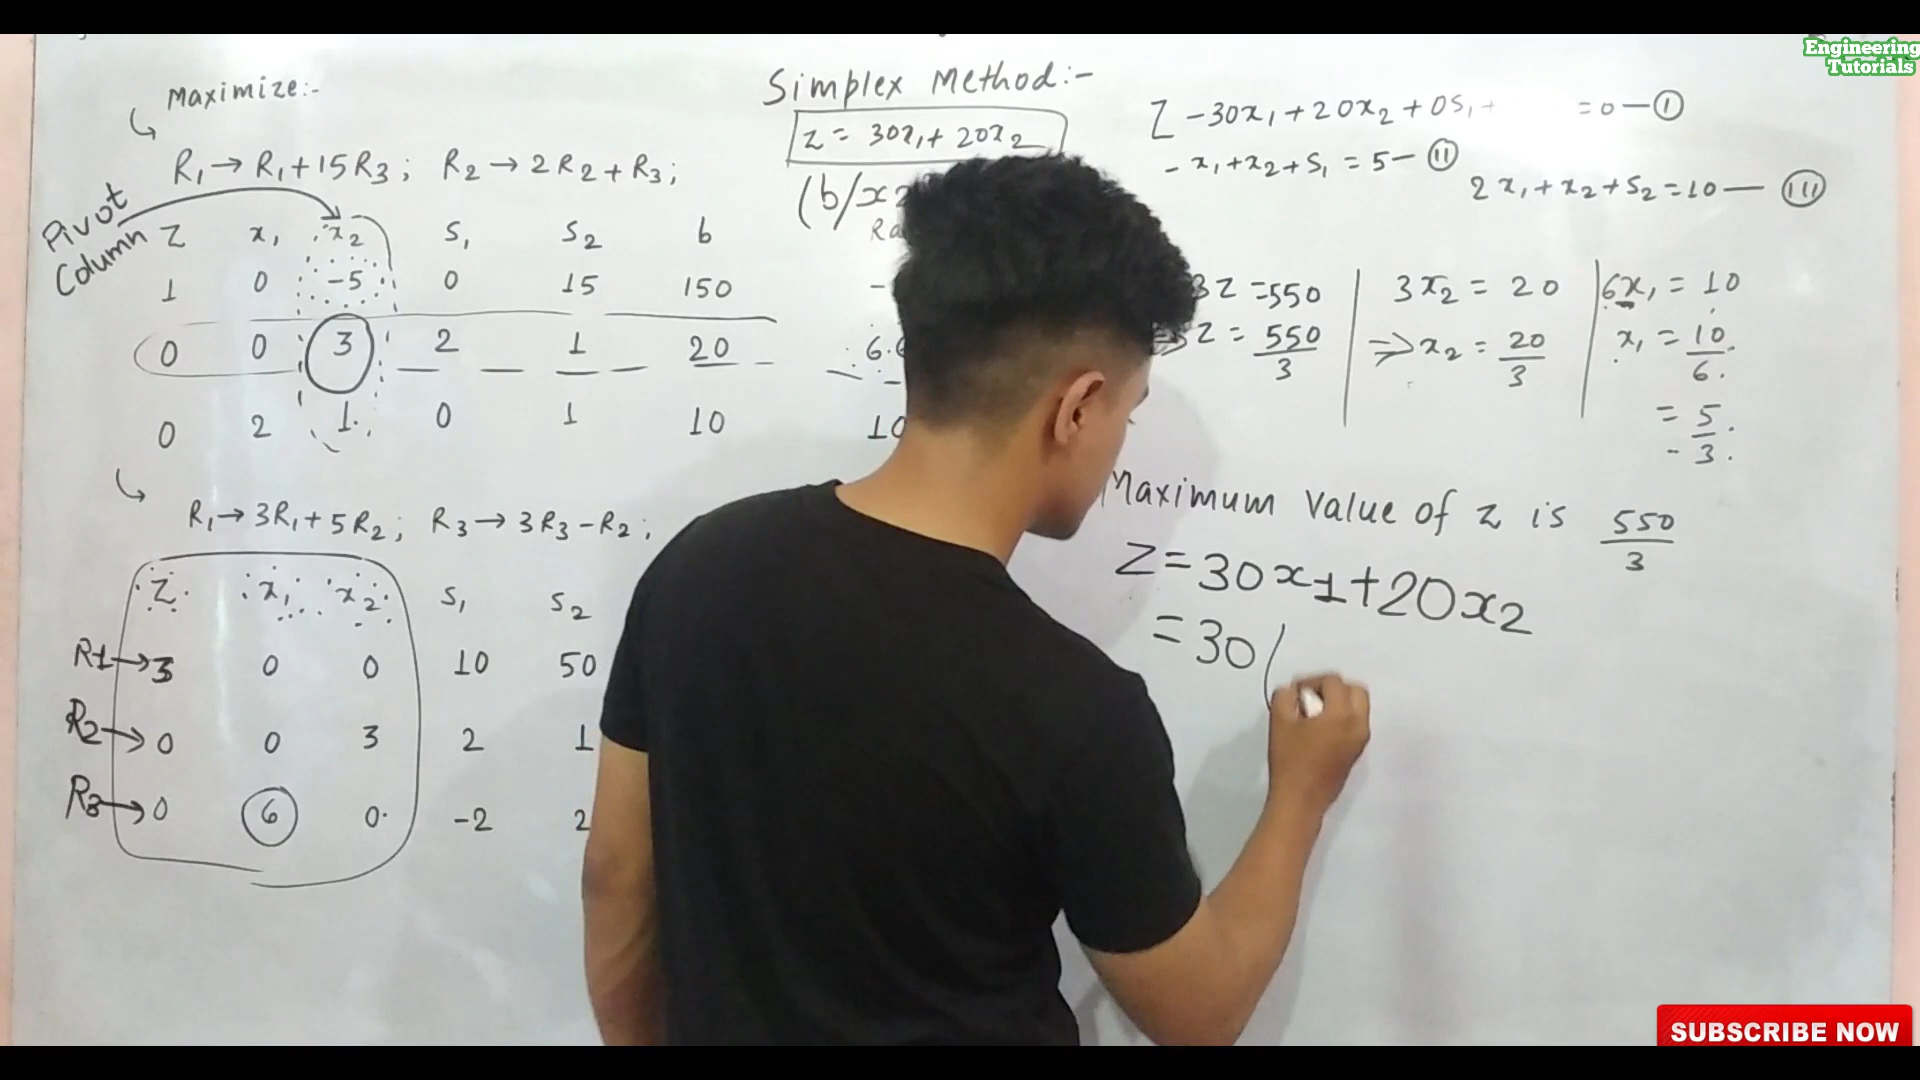 Engineering
Tutorials
Maximize:-
R₁→R₁+15R₃; R₂→2R₂+R₃;
Pivot
Column
Z x₁ x₂ S₁ S₂ b
1 0 -5 0 15 150
0 0 3 2 1 20
0 2 1 0 1 10 10
R₁→3R₁+5R₂; R₃→3R₃-R₂;
Z x₁ x₂ S₁ S₂
R1→3 0 0 10 50
R2→0 0 3 2 1
R3→0 6 0 -2 2
Simplex Method:-
Z = 30x₁+20x₂
(b/x₂
Z -30x₁+20x₂+0S₁+ =0—(I)
-x₁+x₂+S₁=5—(II)
2x₁+x₂+S₂=10—(III)
3Z=550
⇒Z=550/3
3x₂=20
⇒x₂=20/3
6x₁=10
x₁=10/6
=5/3
Maximum Value of Z is 550/3
Z=30x1+20x2
=30(
SUBSCRIBE NOW